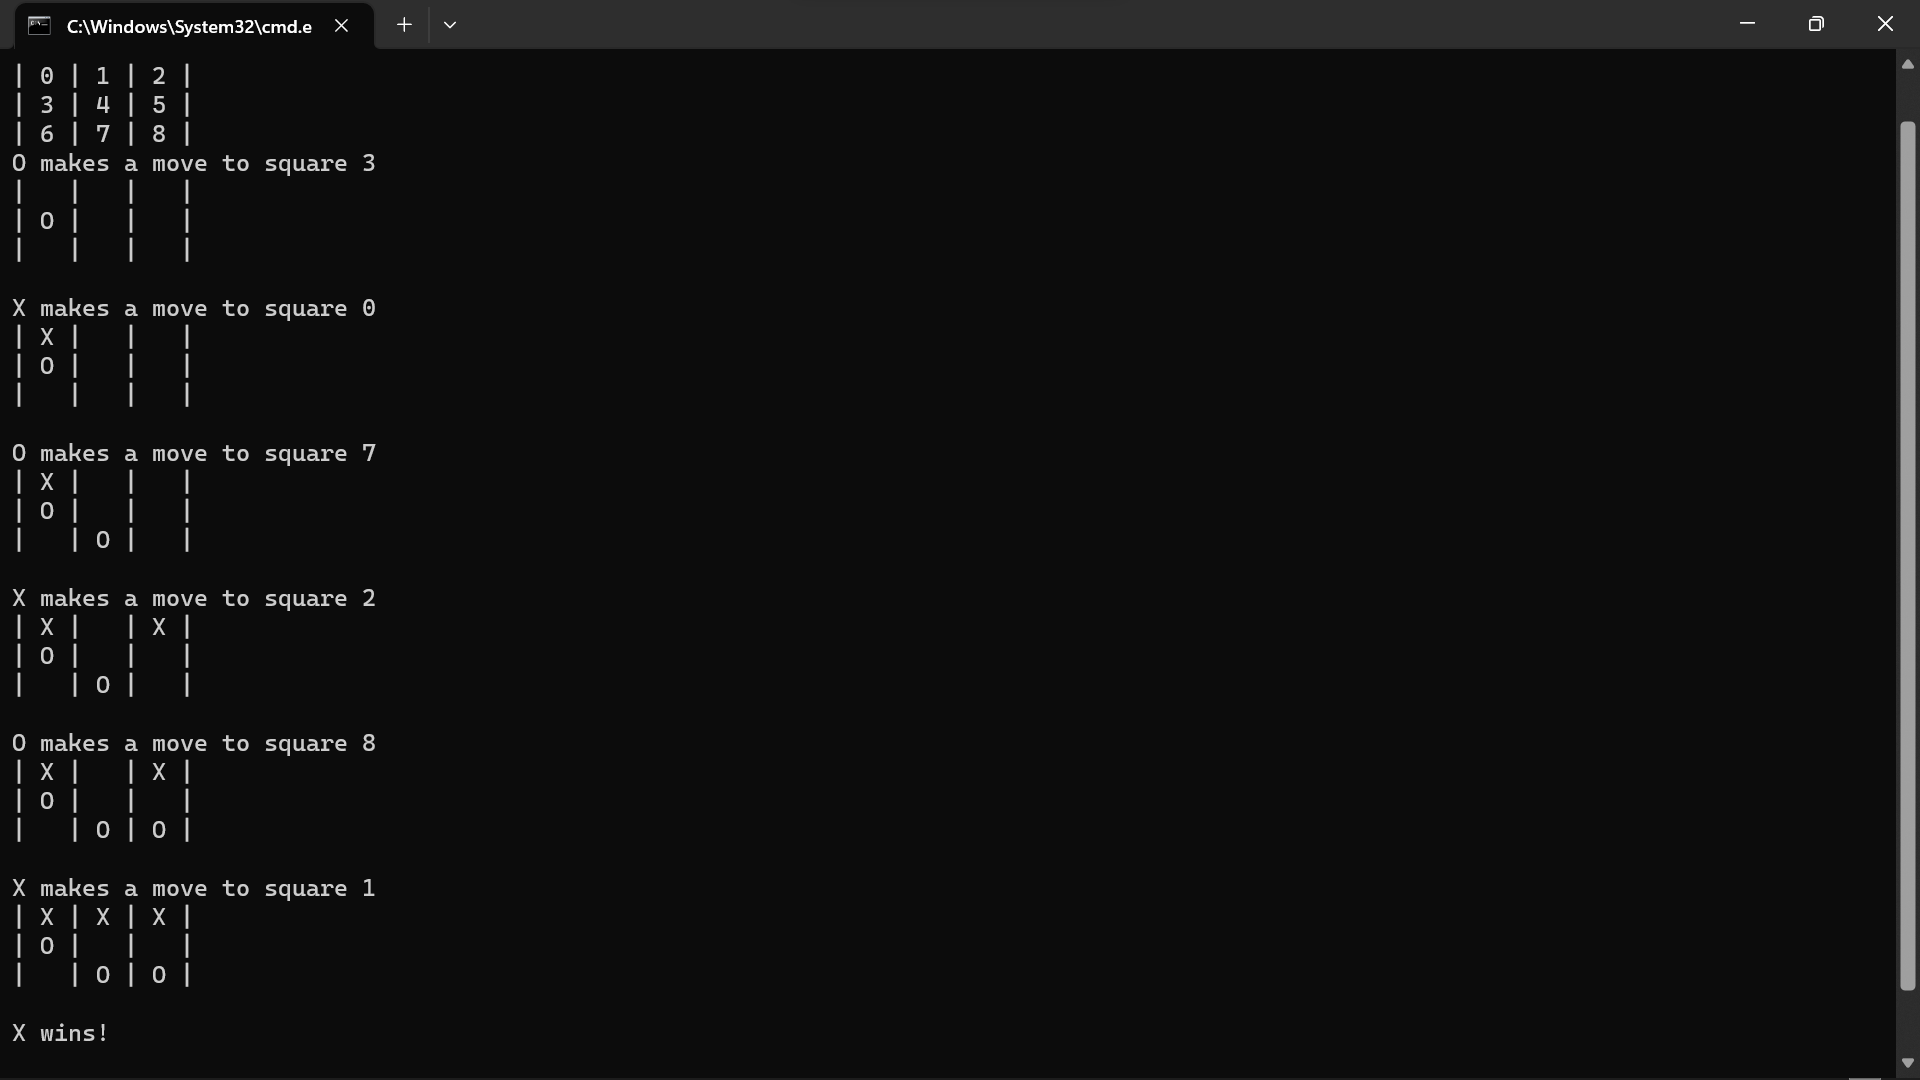 C:\Windows\System32\cmd.e
| 0 | 1 | 2 |
| 3 | 4 | 5 |
| 6 | 7 | 8 |
O makes a move to square 3
|   |   |   |
| O |   |   |
|   |   |   |
X makes a move to square 0
| X |   |   |
| O |   |   |
|   |   |   |
O makes a move to square 7
| X |   |   |
| O |   |   |
|   | O |   |
X makes a move to square 2
| X |   | X |
| O |   |   |
|   | O |   |
O makes a move to square 8
| X |   | X |
| O |   |   |
|   | O | O |
X makes a move to square 1
| X | X | X |
| O |   |   |
|   | O | O |
X wins!